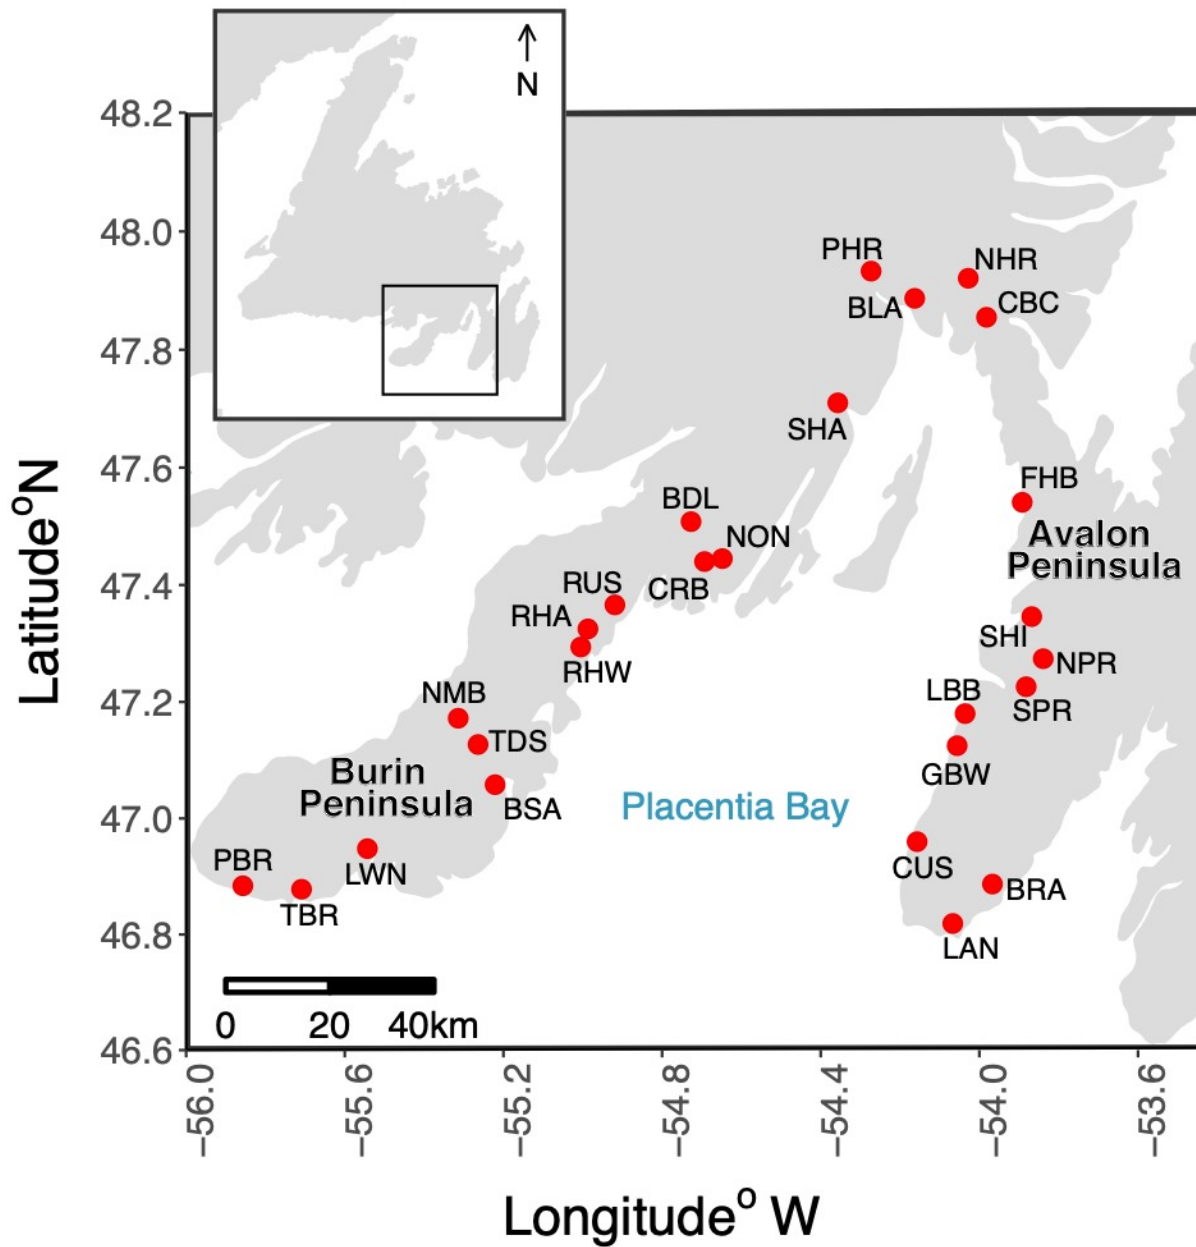 N
48.2
48.0
47.8
47.6
47.4
47.2
47.0
46.8
46.6
Latitude°N
PHR
NHR
BLA
CBC
SHA
FHB
BDL
NON
Avalon
Peninsula
RUS
CRB
RHA
SHI
RHW
NPR
NMB
LBB
SPR
TDS
GBW
Burin
Peninsula
BSA
Placentia Bay
PBR
LWN
CUS
TBR
BRA
LAN
0 20 40km
−56.0
−55.6
−55.2
−54.8
−54.4
−54.0
−53.6
Longitude° W